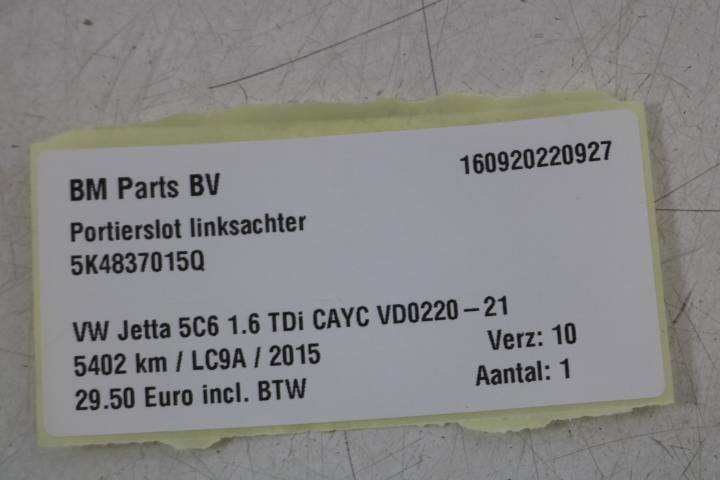 BM Parts BV
160920220927
Portierslot linksachter
5K4837015Q
VW Jetta 5C6 1.6 TDi CAYC VD0220-21
5402 km / LC9A / 2015
Verz: 10
29.50 Euro incl. BTW
Aantal: 1